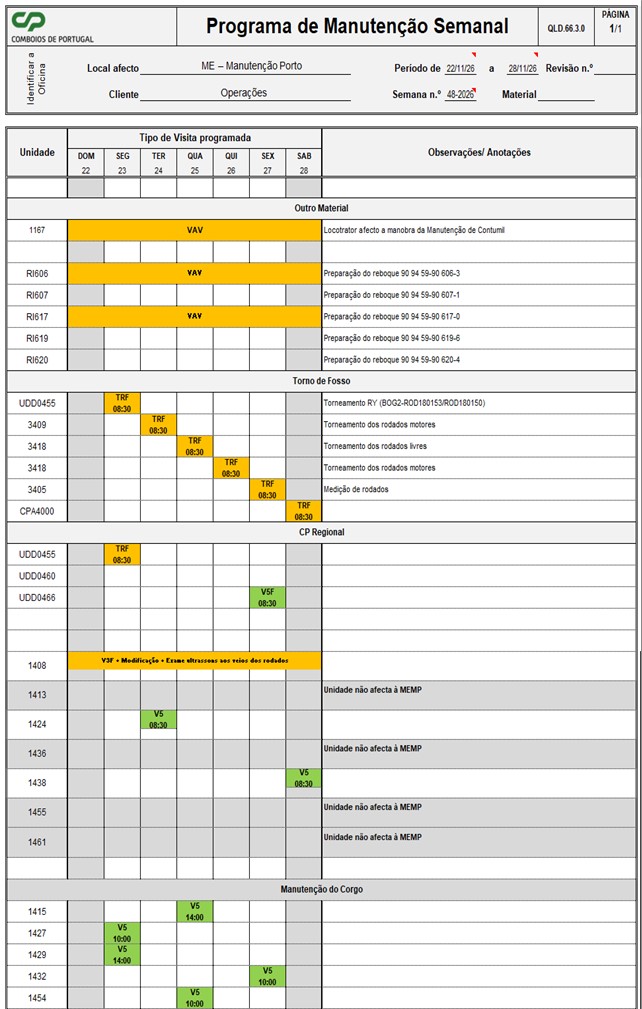 CP
COMBOIOS DE PORTUGAL
Programa de Manutenção Semanal
QLD.66.3.0
PÁGINA
1/1
Identificar a
Oficina
Local afecto ME – Manutenção Porto Período de 22/11/26 a 28/11/26 Revisão n.º
Cliente Operações Semana n.º 48-2026 Material
Unidade Tipo de Visita programada Observações/ Anotações
DOM SEG TER QUA QUI SEX SAB
22 23 24 25 26 27 28
Outro Material
1167 VAV Locotrator afecto a manobra da Manutenção de Contumil
RI606 VAV Preparação do reboque 90 94 59-90 606-3
RI607 Preparação do reboque 90 94 59-90 607-1
RI617 VAV Preparação do reboque 90 94 59-90 617-0
RI619 Preparação do reboque 90 94 59-90 619-6
RI620 Preparação do reboque 90 94 59-90 620-4
Torno de Fosso
UDD0455 TRF 08:30 Torneamento RY (BOG2-ROD180153/ROD180150)
3409 TRF 08:30 Torneamento dos rodados motores
3418 TRF 08:30 Torneamento dos rodados livres
3418 TRF 08:30 Torneamento dos rodados motores
3405 TRF 08:30 Medição de rodados
CPA4000 TRF 08:30
CP Regional
UDD0455 TRF 08:30
UDD0460
UDD0466 V5F 08:30
1408 V3F + Modificação + Exame ultrassons aos veios dos rodados
1413 Unidade não afecta à MEMP
1424 V5 08:30
1436 Unidade não afecta à MEMP
1438 V5 08:30
1455 Unidade não afecta à MEMP
1461 Unidade não afecta à MEMP
Manutenção do Corgo
1415 V5 14:00
1427 V5 10:00
1429 V5 14:00
1432 V5 10:00
1454 V5 10:00